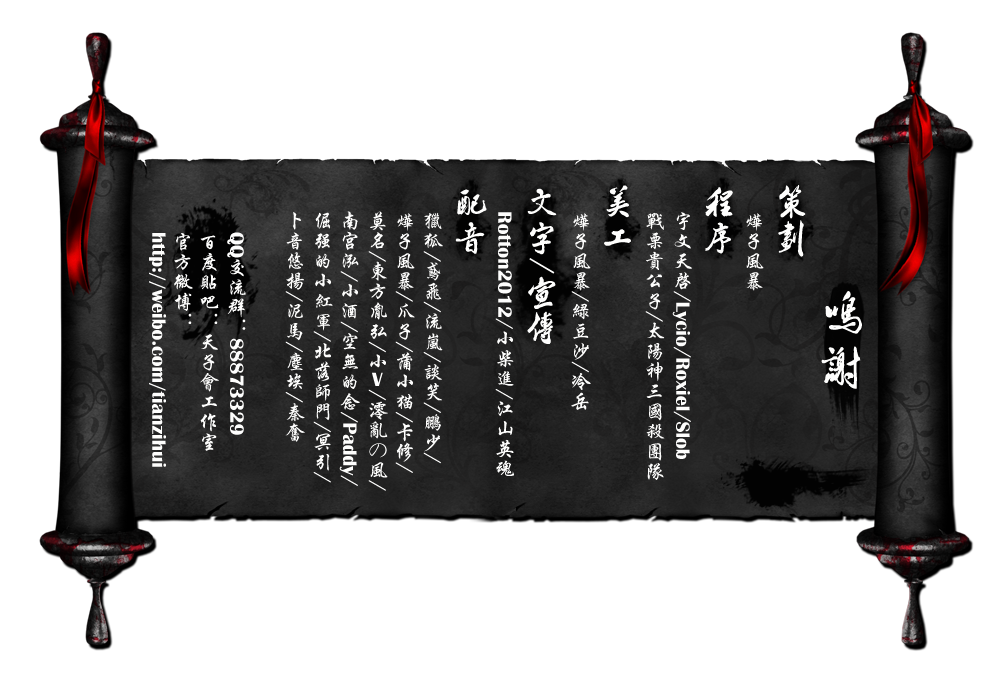 鳴謝
策劃
燁子風暴
程序
宇文天啓/Lycio Roxiel/Slob
戰栗貴公子/太陽神三國殺團隊
美工
燁子風暴/綠豆沙/冷岳
文字/宣傳
Rotton2012/小柴進/江山英魂
配音
獵狐/鳶飛/流嵐/談笑/鵬少/
燁子風暴/爪子/蒲小猫/卡修/
莫名/東方胤弘/小V/澪亂の風/
南宮泓/小酒/空無的念/Paddy/
倔强的小紅軍/北落師門/冥引/
卜音悠揚/泥馬/塵埃/秦奮
QQ交流群：88873329
百度貼吧：天子會工作室
官方微博：
http://weibo.com/tianzihui